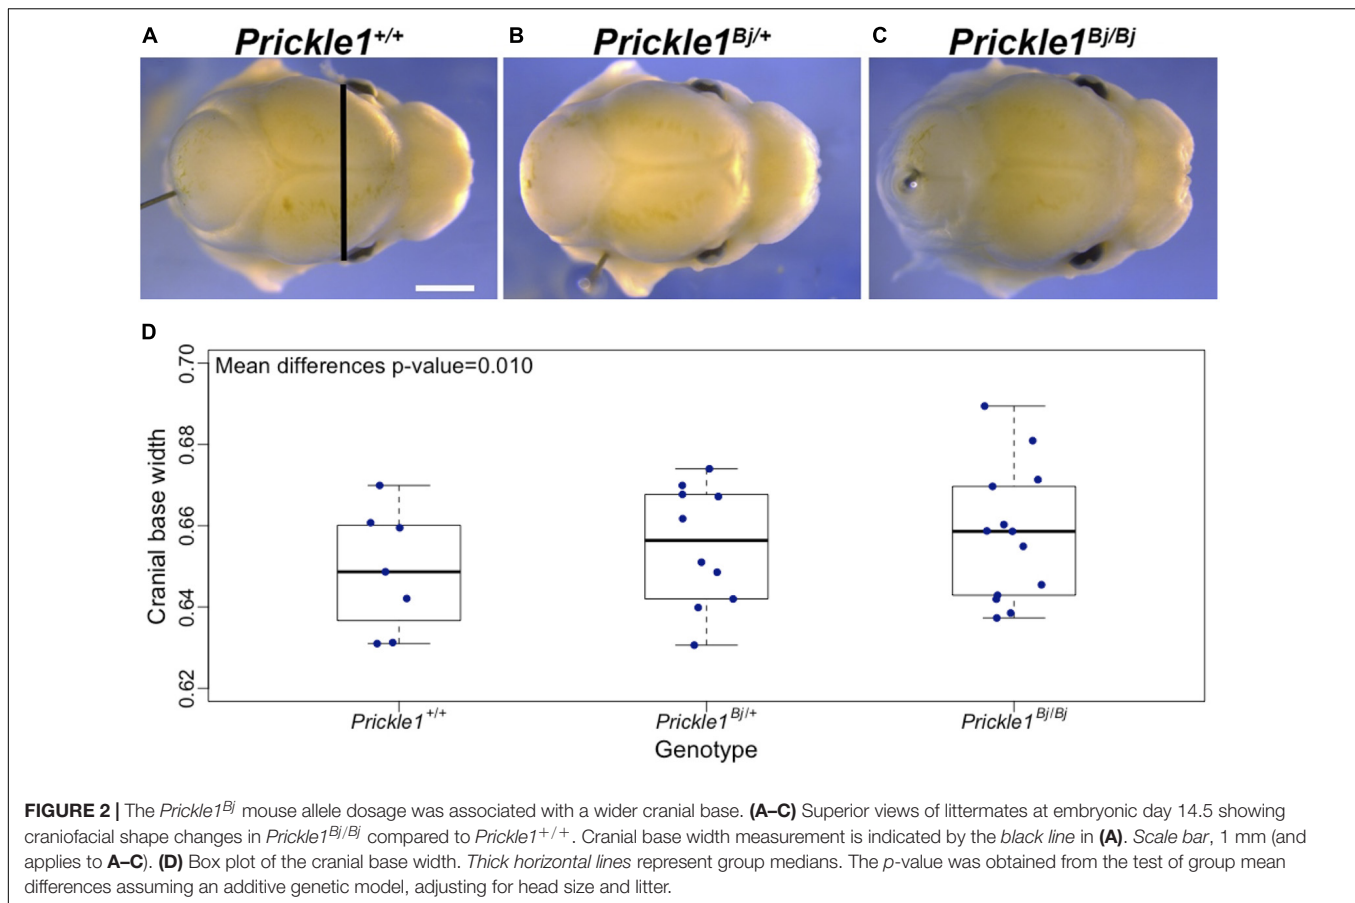 A
Prickle1+/+
B
Prickle1Bj/+
C
Prickle1Bj/Bj
D
Mean differences p-value=0.010
0.70
0.68
0.66
0.64
0.62
Cranial base width
Prickle1+/+
Prickle1Bj/+
Prickle1Bj/Bj
Genotype
FIGURE 2 | The Prickle1Bj mouse allele dosage was associated with a wider cranial base. (A–C) Superior views of littermates at embryonic day 14.5 showing
craniofacial shape changes in Prickle1Bj/Bj compared to Prickle1+/+. Cranial base width measurement is indicated by the black line in (A). Scale bar, 1 mm (and
applies to A–C). (D) Box plot of the cranial base width. Thick horizontal lines represent group medians. The p-value was obtained from the test of group mean
differences assuming an additive genetic model, adjusting for head size and litter.